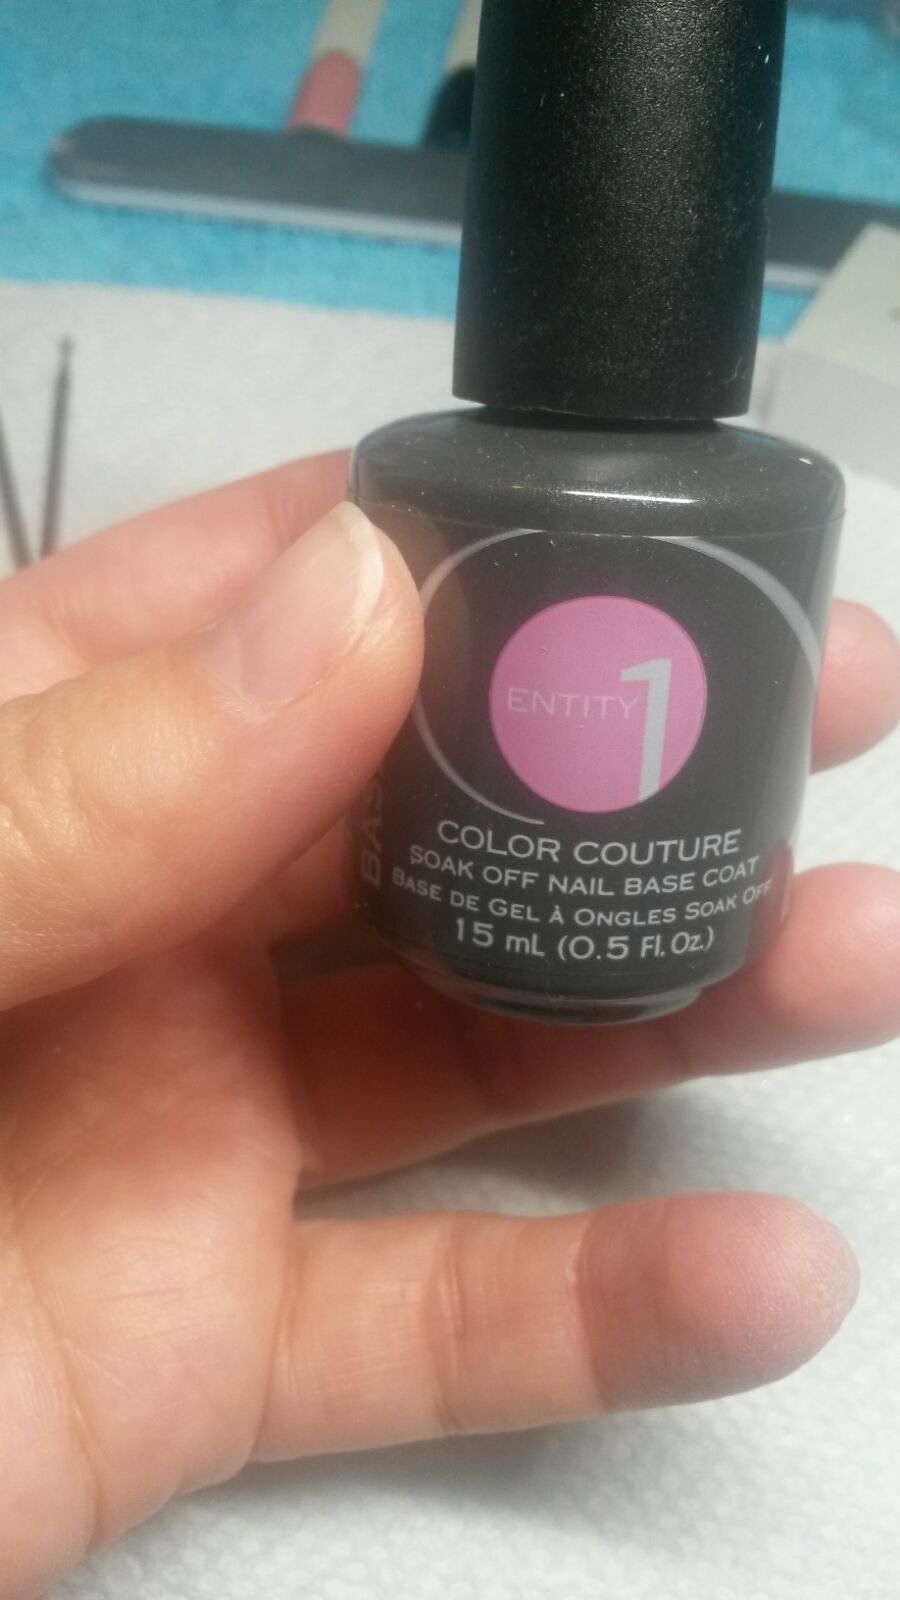 ENTITY 1
COLOR COUTURE
SOAK OFF NAIL BASE COAT
BASE DE GEL À ONGLES SOAK OFF
15 mL (0.5 FL. OZ.)